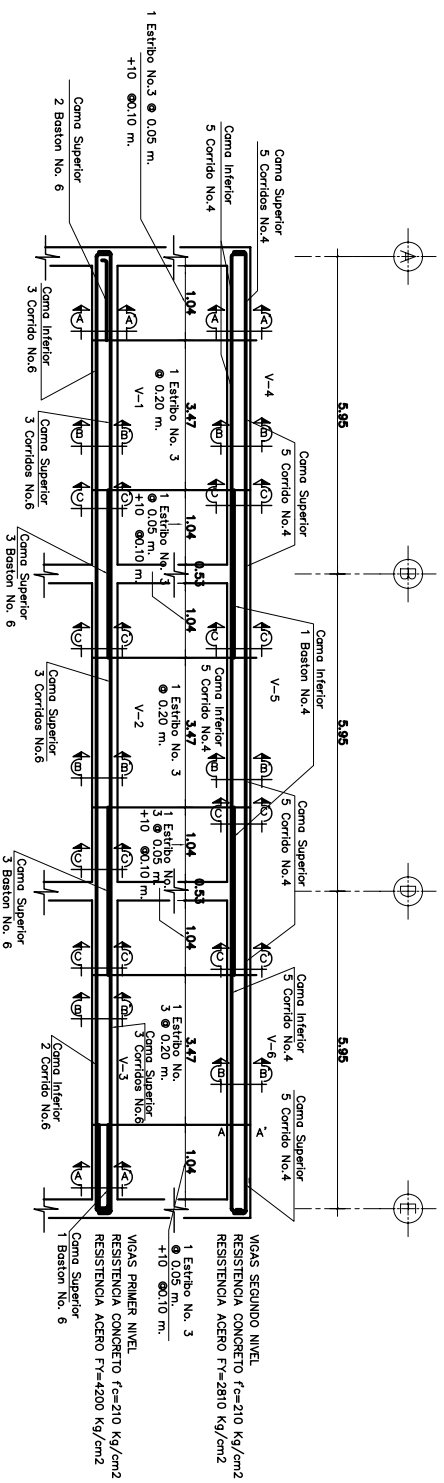 A
B
D
E
5.95
5.95
5.95
Cama Superior
5 Corridos No.4
Cama Inferior
5 Corrido No.4
1 Estribo No.3 @ 0.05 m.
+10 @0.10 m.
Cama Superior
2 Baston No. 6
V-4
Cama Superior
5 Corrido No.4
Cama Inferior
1 Baston No.4
V-5
Cama Superior
5 Corrido No.4
Cama Inferior
5 Corrido No.4
Cama Inferior
5 Corrido No.4
V-6
Cama Superior
5 Corrido No.4
A
A'
A
A
B
B'
C
C'
C
C'
B
B'
C
C'
C
C'
B
B'
1.04
3.47
1.04
0.53
1.04
3.47
1.04
0.53
1.04
3.47
1.04
1 Estribo No. 3
@ 0.20 m.
1 Estribo No. 3
@ 0.05 m.
+10 @0.10 m.
1 Estribo No. 3
@ 0.20 m.
1 Estribo No.
3 @ 0.05 m.
+10 @0.10 m.
1 Estribo No.
3 @ 0.20 m.
1 Estribo No. 3
@ 0.05 m.
+10 @0.10 m.
V-1
V-2
V-3
A
A
B
B
C
C
C
C
B
B
C
C
C
C
B
B
A
A
Cama Inferior
3 Corrido No.6
Cama Superior
3 Corridos No.6
Cama Superior
3 Baston No. 6
Cama Superior
3 Corridos No.6
Cama Superior
3 Baston No. 6
Cama Superior
3 Corridos No.6
Cama Inferior
2 Corrido No.6
Cama Superior
1 Baston No. 6
VIGAS SEGUNDO NIVEL
RESISTENCIA CONCRETO f'c=210 Kg/cm2
RESISTENCIA ACERO FY=2810 Kg/cm2
VIGAS PRIMER NIVEL
RESISTENCIA CONCRETO f'c=210 Kg/cm2
RESISTENCIA ACERO FY=4200 Kg/cm2